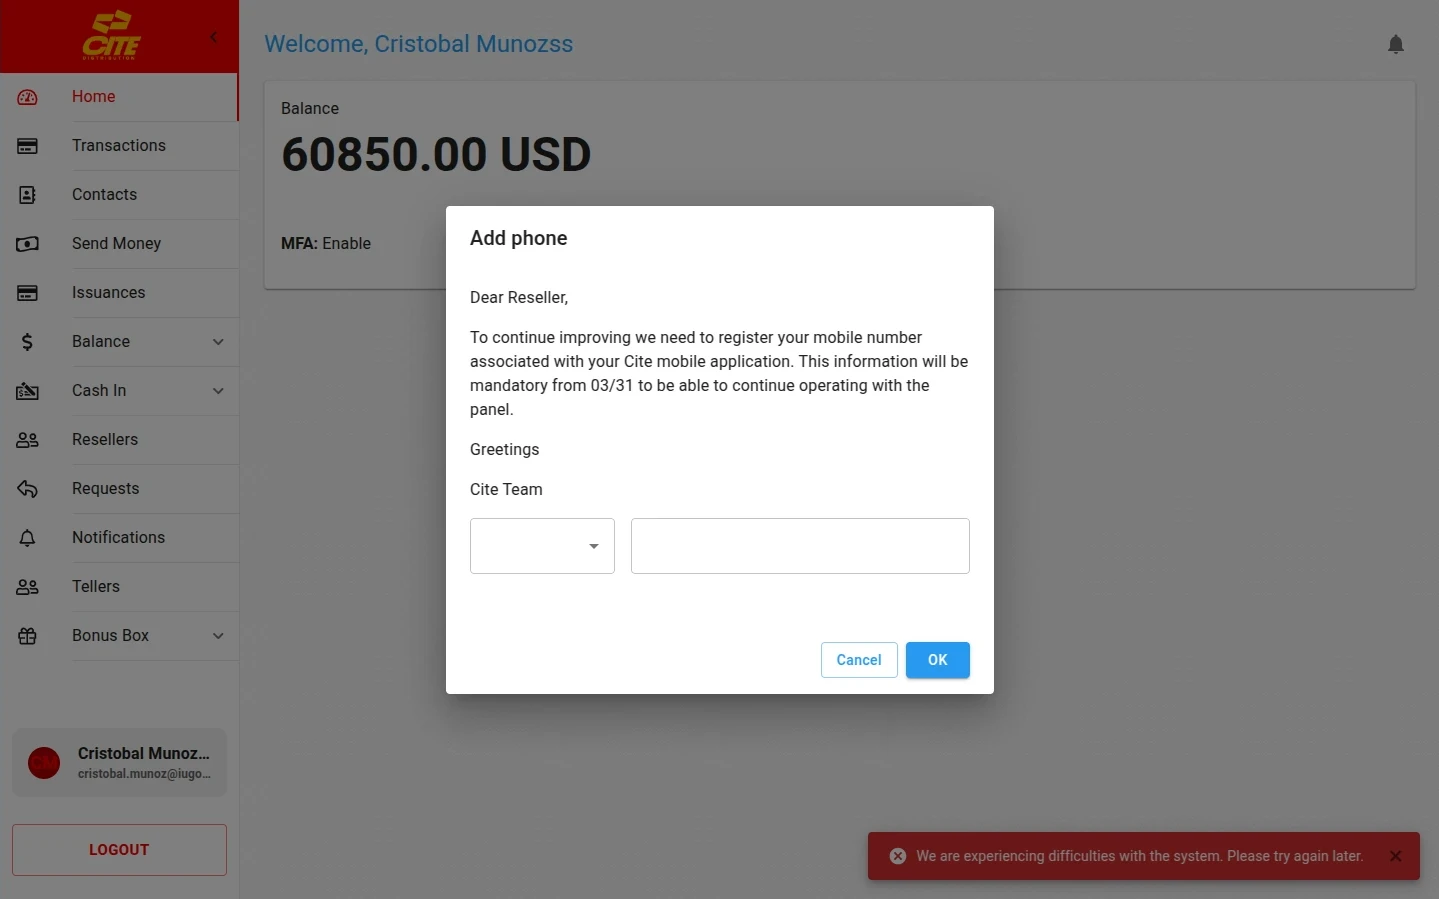 CITE
DISTRIBUTION
Welcome, Cristobal Munozss
Home
Transactions
Contacts
Send Money
Issuances
Balance
Cash In
Resellers
Requests
Notifications
Tellers
Bonus Box
CM
Cristobal Munoz...
cristobal.munoz@iugo...
LOGOUT
Balance
60850.00 USD
MFA: Enable
Add phone
Dear Reseller,
To continue improving we need to register your mobile number
associated with your Cite mobile application. This information will be
mandatory from 03/31 to be able to continue operating with the
panel.
Greetings
Cite Team
Cancel
OK
We are experiencing difficulties with the system. Please try again later.